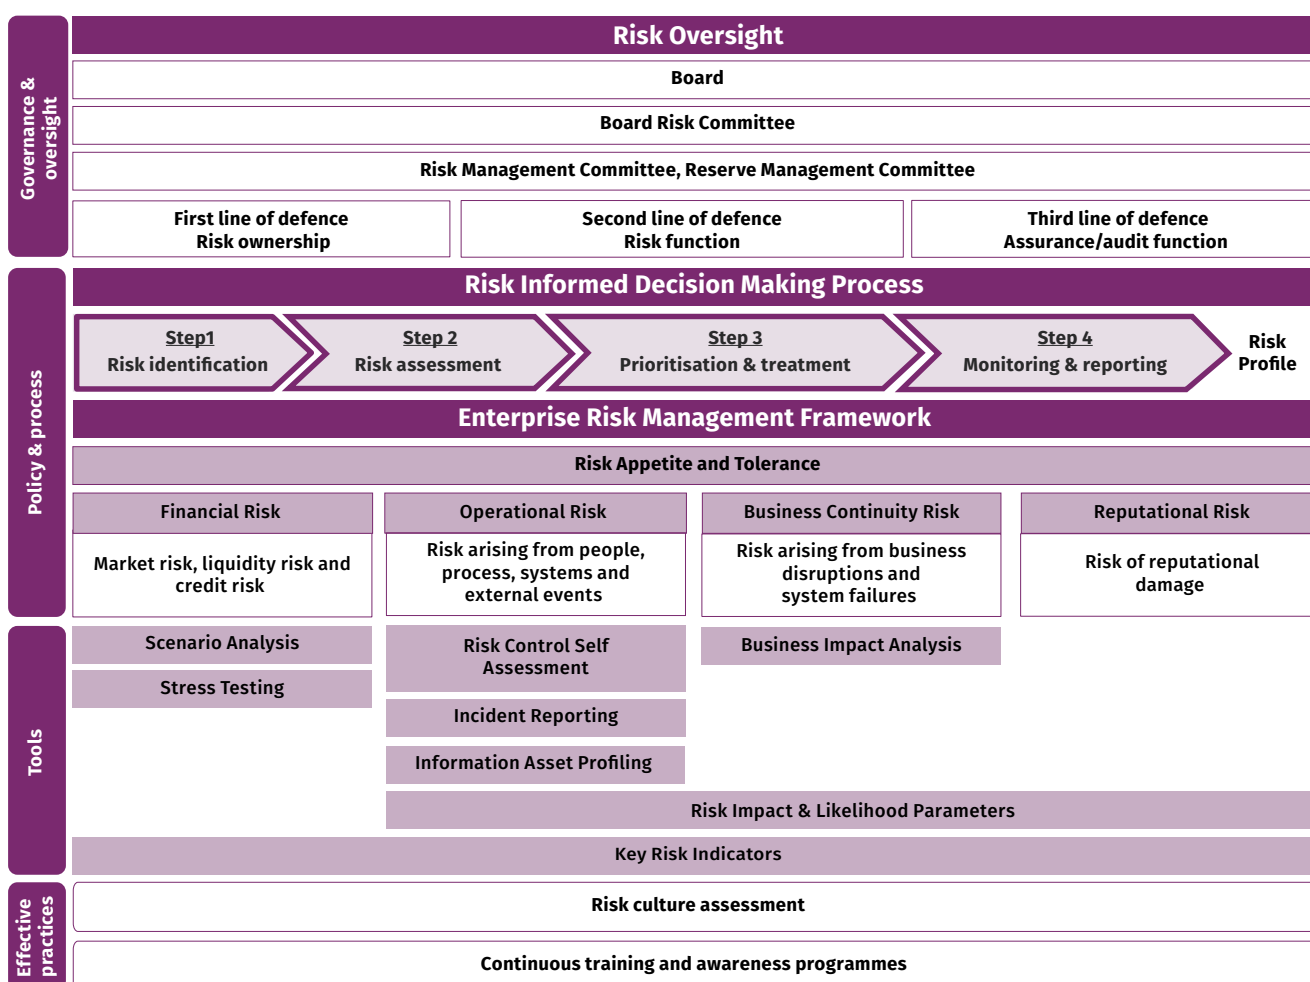 Governance &
oversight
Risk Oversight
Board
Board Risk Committee
Risk Management Committee, Reserve Management Committee
First line of defence
Risk ownership
Second line of defence
Risk function
Third line of defence
Assurance/audit function
Policy & process
Risk Informed Decision Making Process
Step1
Risk identification
Step 2
Risk assessment
Step 3
Prioritisation & treatment
Step 4
Monitoring & reporting
Risk
Profile
Enterprise Risk Management Framework
Risk Appetite and Tolerance
Financial Risk
Market risk, liquidity risk and
credit risk
Operational Risk
Risk arising from people,
process, systems and
external events
Business Continuity Risk
Risk arising from business
disruptions and
system failures
Reputational Risk
Risk of reputational
damage
Tools
Scenario Analysis
Stress Testing
Risk Control Self
Assessment
Incident Reporting
Information Asset Profiling
Business Impact Analysis
Risk Impact & Likelihood Parameters
Key Risk Indicators
Effective
practices
Risk culture assessment
Continuous training and awareness programmes